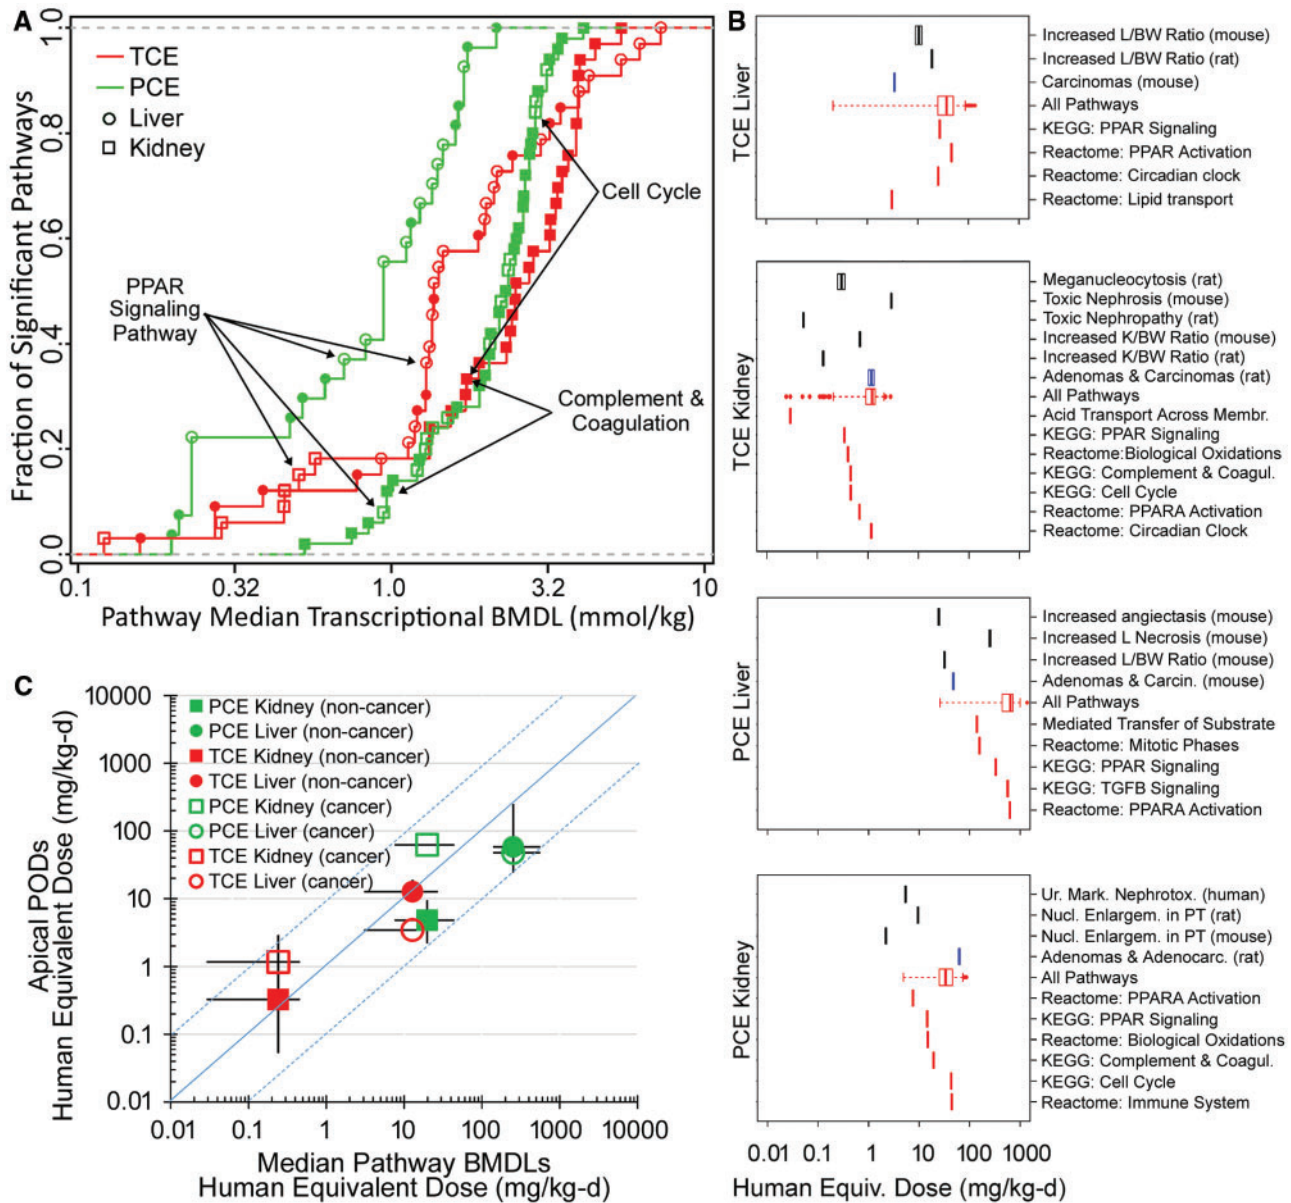 A
TCE
PCE
Liver
Kidney
PPAR
Signaling
Pathway
Cell Cycle
Complement &
Coagulation
Fraction of Significant Pathways
0.0
0.2
0.4
0.6
0.8
1.0
0.1
0.32
1.0
3.2
10
Pathway Median Transcriptional BMDL (mmol/kg)
B
TCE Liver
Increased L/BW Ratio (mouse)
Increased L/BW Ratio (rat)
Carcinomas (mouse)
All Pathways
KEGG: PPAR Signaling
Reactome: PPAR Activation
Reactome: Circadian clock
Reactome: Lipid transport
TCE Kidney
Meganucleocytosis (rat)
Toxic Nephrosis (mouse)
Toxic Nephropathy (rat)
Increased K/BW Ratio (mouse)
Increased K/BW Ratio (rat)
Adenomas & Carcinomas (rat)
All Pathways
Acid Transport Across Membr.
KEGG: PPAR Signaling
Reactome:Biological Oxidations
KEGG: Complement & Coagul.
KEGG: Cell Cycle
Reactome: PPARA Activation
Reactome: Circadian Clock
PCE Liver
Increased angiectasis (mouse)
Increased L Necrosis (mouse)
Increased L/BW Ratio (mouse)
Adenomas & Carcin. (mouse)
All Pathways
Mediated Transfer of Substrate
Reactome: Mitotic Phases
KEGG: PPAR Signaling
KEGG: TGFB Signaling
Reactome: PPARA Activation
PCE Kidney
Ur. Mark. Nephrotox. (human)
Nucl. Enlargem. in PT (rat)
Nucl. Enlargem. in PT (mouse)
Adenomas & Adenocarc. (rat)
All Pathways
Reactome: PPARA Activation
KEGG: PPAR Signaling
Reactome: Biological Oxidations
KEGG: Complement & Coagul.
KEGG: Cell Cycle
Reactome: Immune System
0.01
0.1
1
10
100
1000
Human Equiv. Dose (mg/kg-d)
C
Apical PODs
Human Equivalent Dose (mg/kg-d)
10000
1000
100
10
1
0.1
0.01
PCE Kidney (non-cancer)
PCE Liver (non-cancer)
TCE Kidney (non-cancer)
TCE Liver (non-cancer)
PCE Kidney (cancer)
PCE Liver (cancer)
TCE Kidney (cancer)
TCE Liver (cancer)
0.01
0.1
1
10
100
1000
10000
Median Pathway BMDLs
Human Equivalent Dose (mg/kg-d)